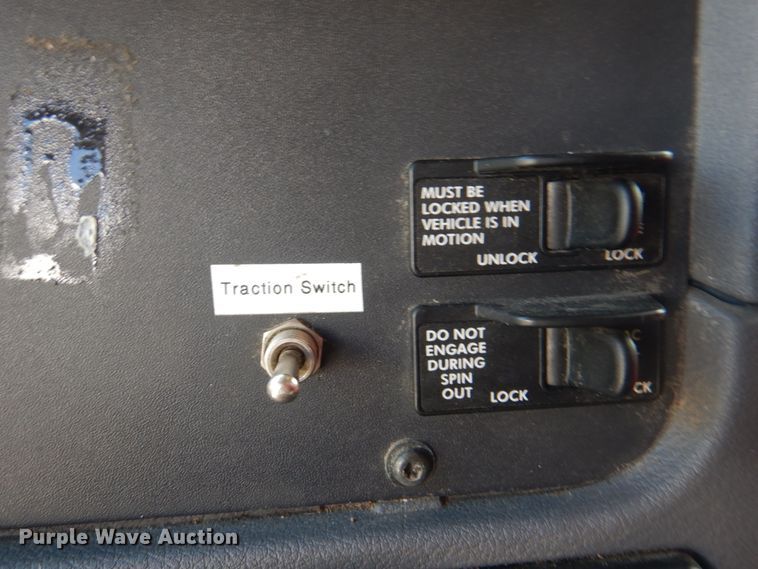 MUST BE
LOCKED WHEN
VEHICLE IS IN
MOTION
UNLOCK LOCK
Traction Switch
DO NOT
ENGAGE
DURING
SPIN
OUT
LOCK CK
Purple Wave Auction®